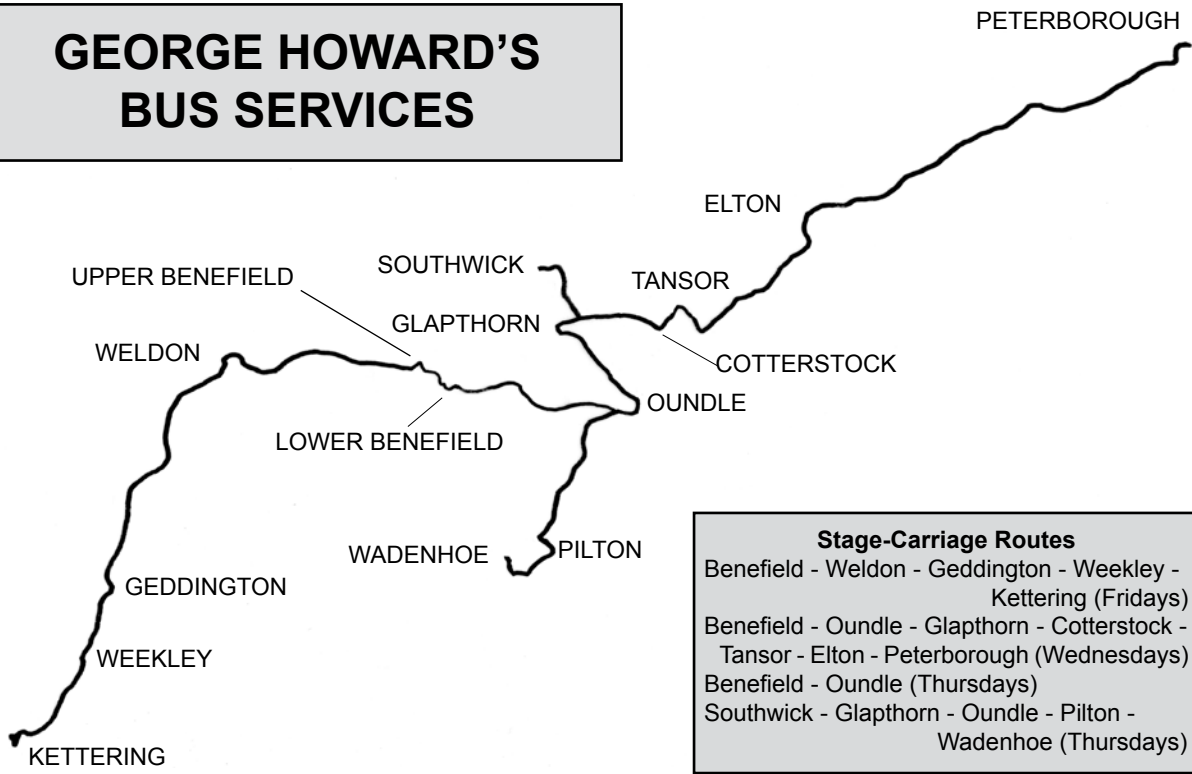 GEORGE HOWARD'S
BUS SERVICES
PETERBOROUGH
ELTON
SOUTHWICK
TANSOR
UPPER BENEFIELD
GLAPTHORN
WELDON
COTTERSTOCK
OUNDLE
LOWER BENEFIELD
WADENHOE
PILTON
GEDDINGTON
WEEKLEY
KETTERING
Stage-Carriage Routes
Benefield - Weldon - Geddington - Weekley -
Kettering (Fridays)
Benefield - Oundle - Glapthorn - Cotterstock -
Tansor - Elton - Peterborough (Wednesdays)
Benefield - Oundle (Thursdays)
Southwick - Glapthorn - Oundle - Pilton -
Wadenhoe (Thursdays)